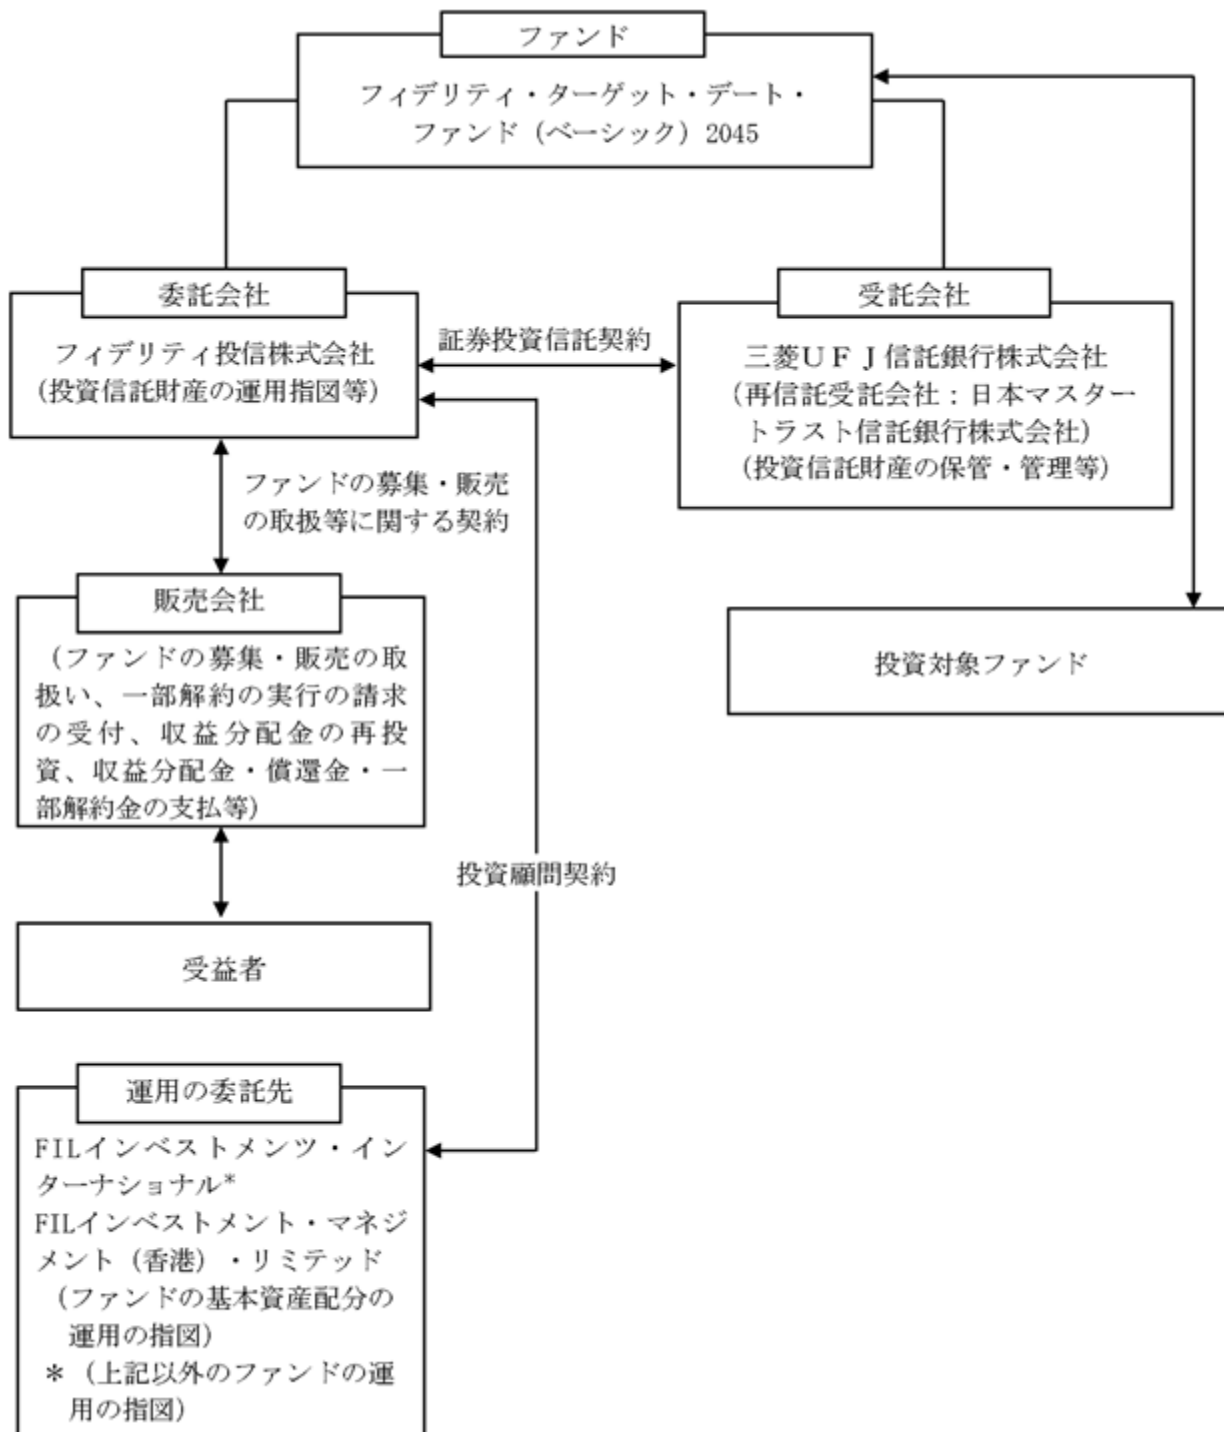 ファンド
フィデリティ・ターゲット・デート・
ファンド（ベーシック）2045
委託会社
フィデリティ投信株式会社
（投資信託財産の運用指図等）
証券投資信託契約
受託会社
三菱ＵＦＪ信託銀行株式会社
（再信託受託会社：日本マスター
トラスト信託銀行株式会社）
（投資信託財産の保管・管理等）
ファンドの募集・販売
の取扱等に関する契約
販売会社
（ファンドの募集・販売の取
扱い、一部解約の実行の請求
の受付、収益分配金の再投
資、収益分配金・償還金・一
部解約金の支払等）
投資対象ファンド
投資顧問契約
受益者
運用の委託先
FILインベストメンツ・イン
ターナショナル*
FILインベストメント・マネジ
メント（香港）・リミテッド
（ファンドの基本資産配分の
運用の指図）
＊（上記以外のファンドの運
用の指図）